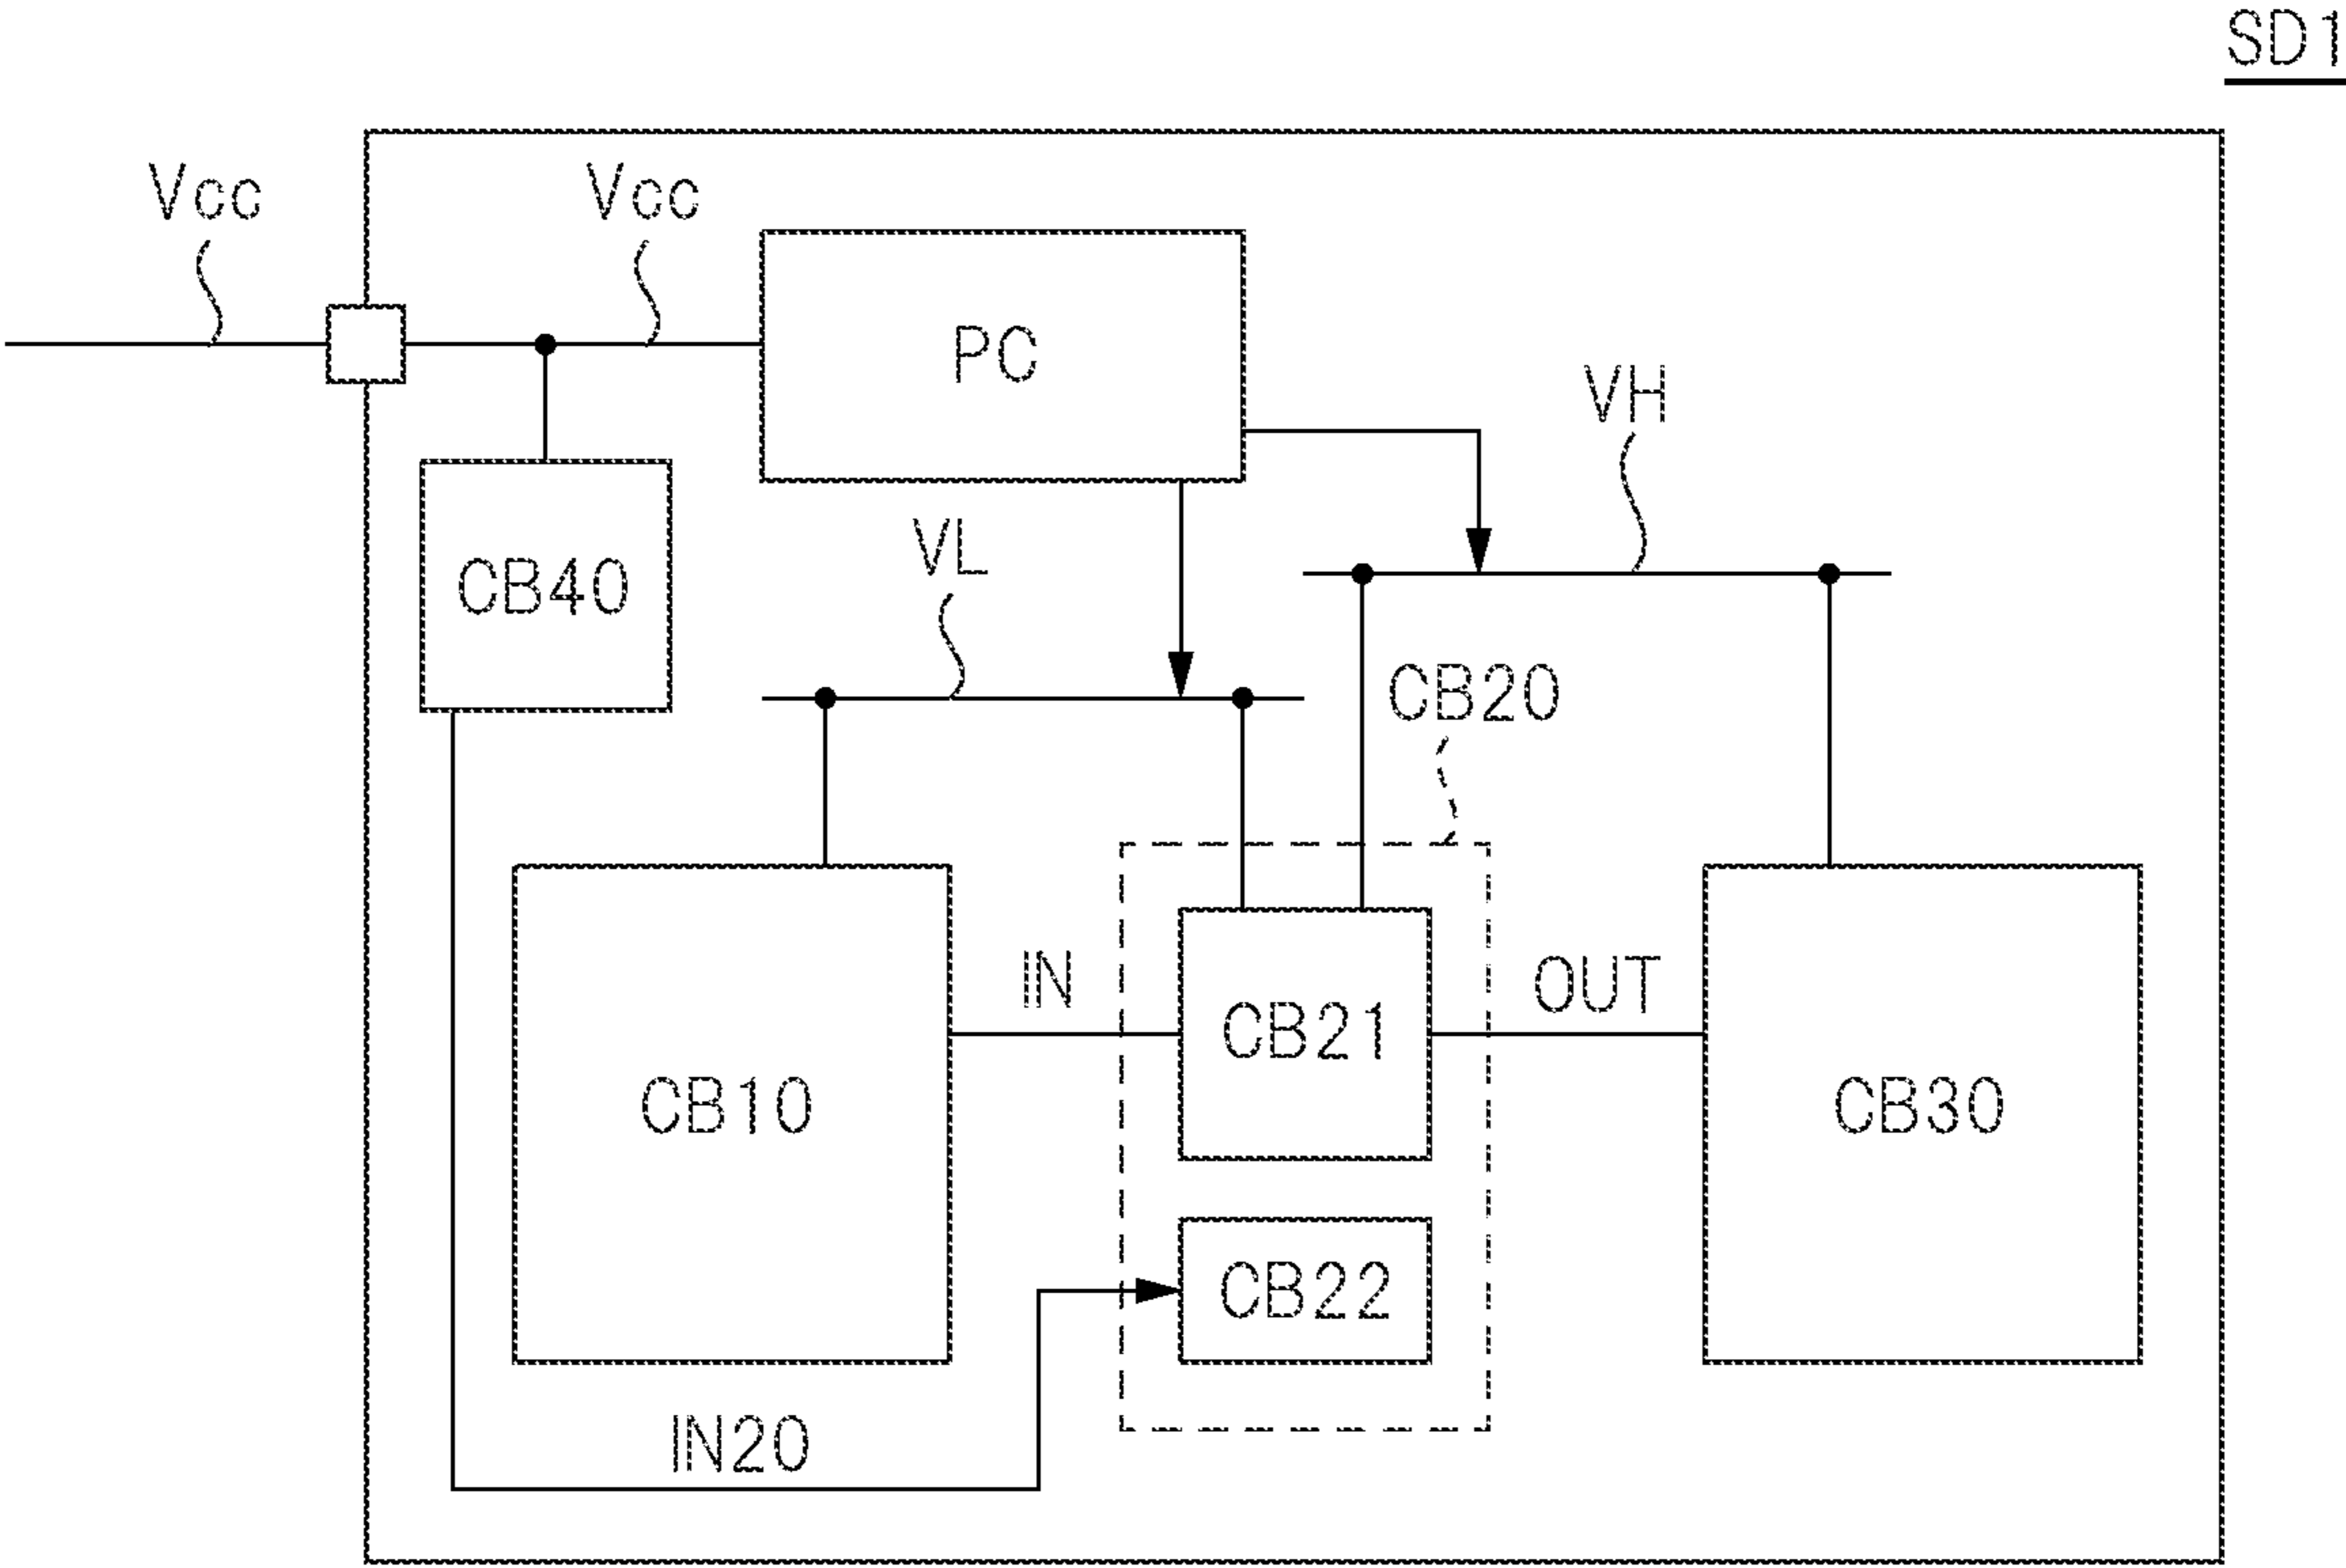 SD1
Vcc
Vcc
PC
VH
VL
CB40
CB20
IN
OUT
CB21
CB10
CB30
CB22
IN20